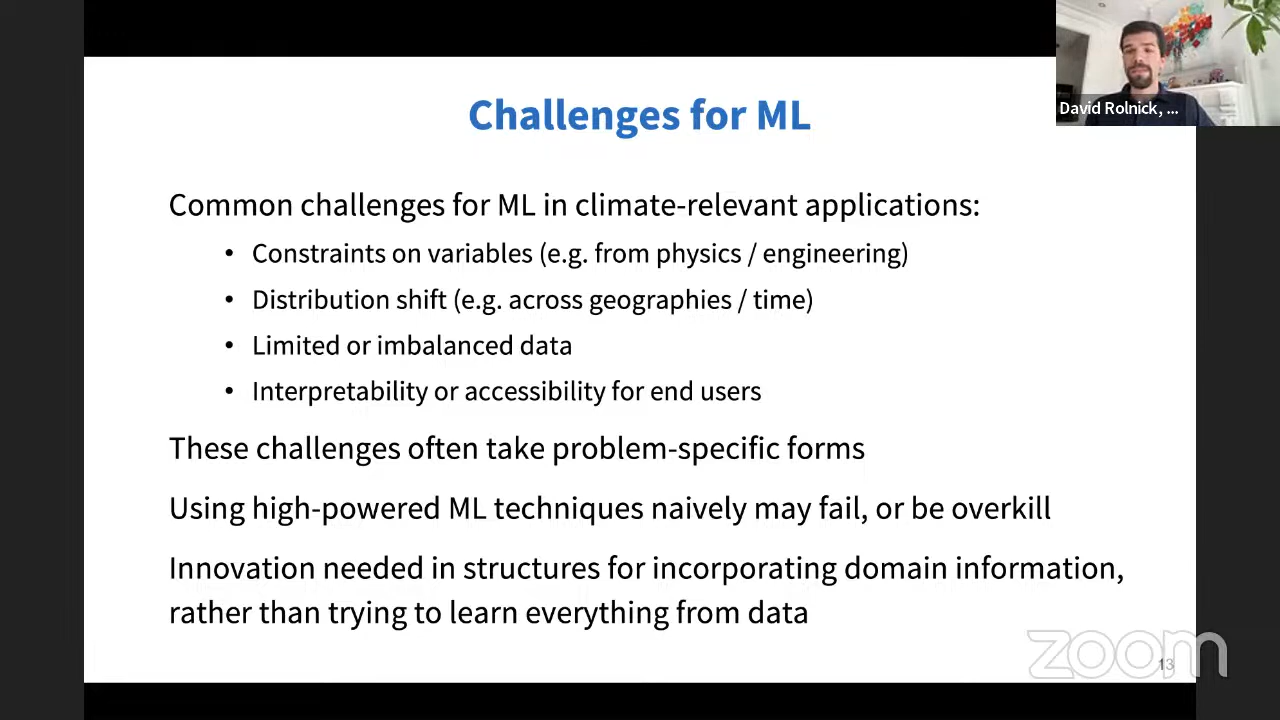 David Rolnick, ...
Challenges for ML
Common challenges for ML in climate-relevant applications:
• Constraints on variables (e.g. from physics / engineering)
• Distribution shift (e.g. across geographies / time)
• Limited or imbalanced data
• Interpretability or accessibility for end users
These challenges often take problem-specific forms
Using high-powered ML techniques naively may fail, or be overkill
Innovation needed in structures for incorporating domain information,
rather than trying to learn everything from data
zoom
13